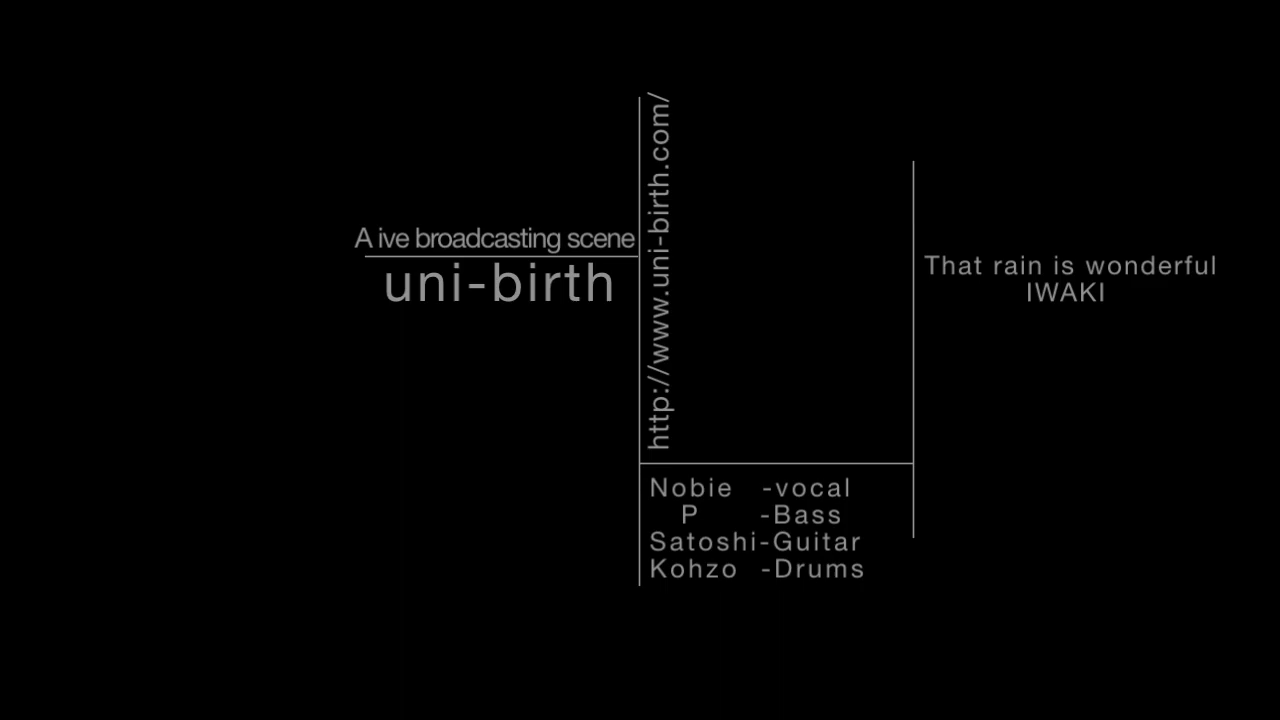 A ive broadcasting scene
uni-birth
http://www.uni-birth.com/
That rain is wonderful
IWAKI
Nobie -vocal
P -Bass
Satoshi-Guitar
Kohzo -Drums